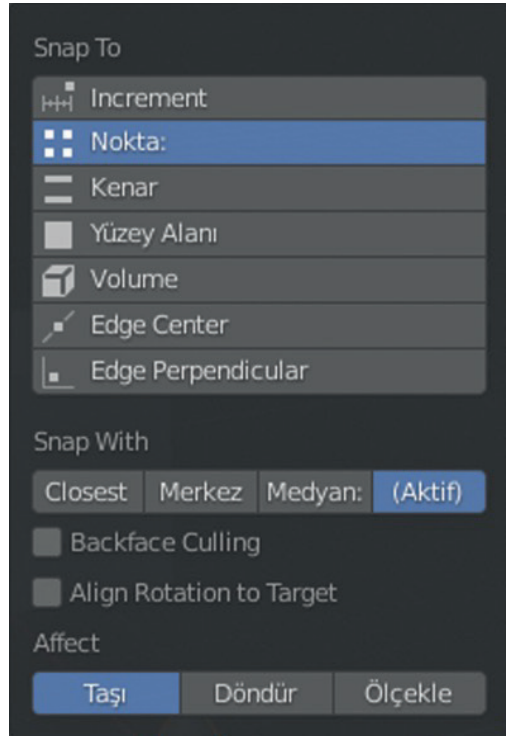 Snap To
Increment
Nokta:
Kenar
Yüzey Alanı
Volume
Edge Center
Edge Perpendicular
Snap With
Closest Merkez Medyan: (Aktif)
Backface Culling
Align Rotation to Target
Affect
Taşı Döndür Ölçekle